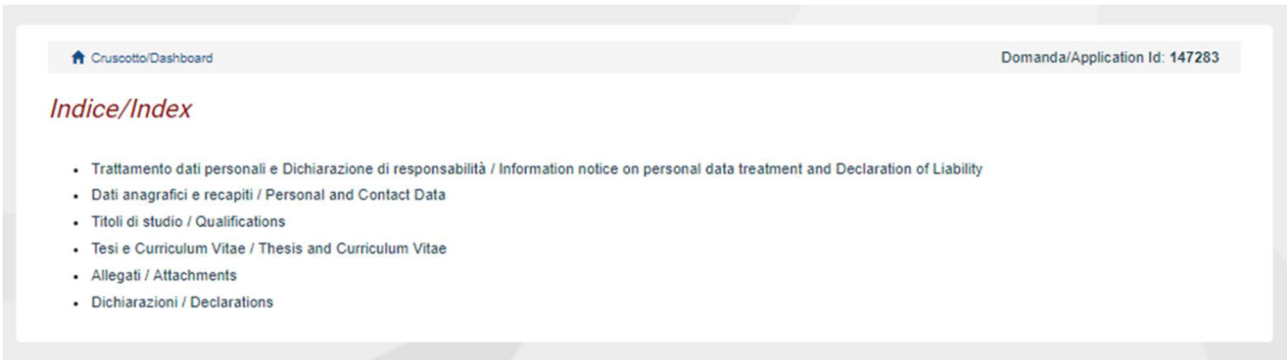 Cruscotto/Dashboard
Domanda/Application Id: 147283
Indice/Index
Trattamento dati personali e Dichiarazione di responsabilità / Information notice on personal data treatment and Declaration of Liability
Dati anagrafici e recapiti / Personal and Contact Data
Titoli di studio / Qualifications
Tesi e Curriculum Vitae / Thesis and Curriculum Vitae
Allegati / Attachments
Dichiarazioni / Declarations